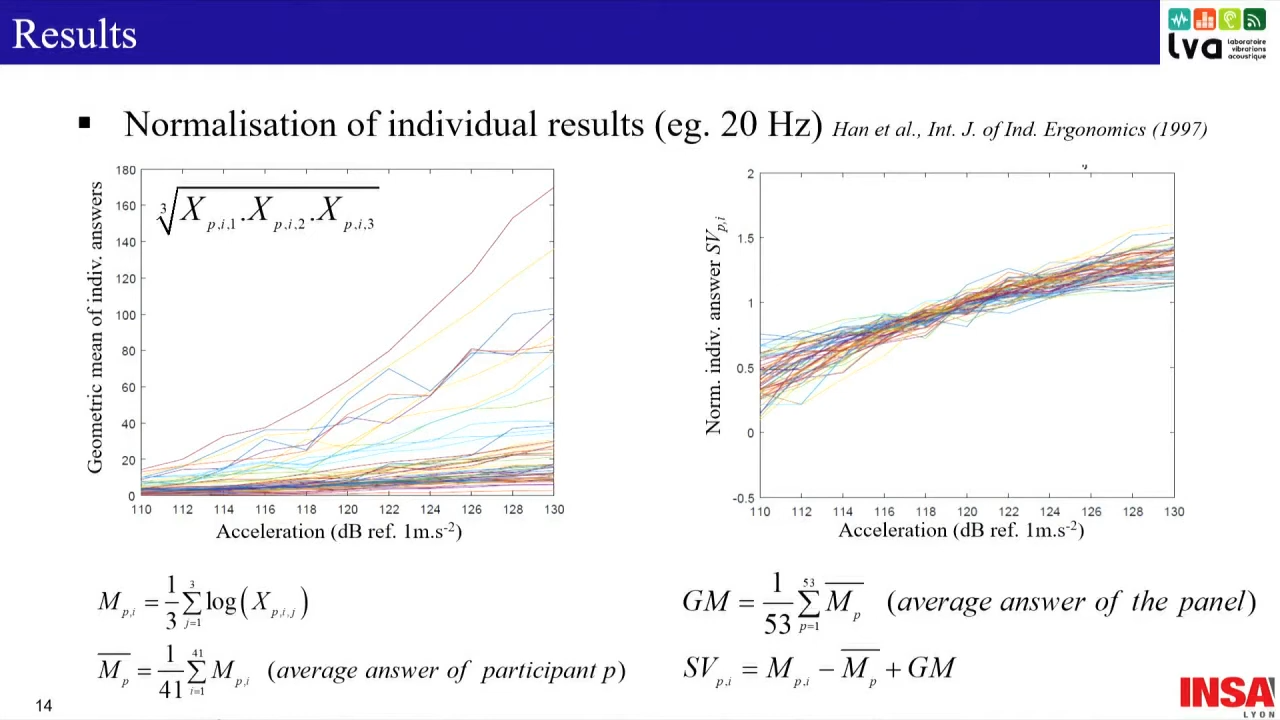 Results
lva laboratoire vibrations acoustique
▪ Normalisation of individual results (eg. 20 Hz) Han et al., Int. J. of Ind. Ergonomics (1997)
Geometric mean of indiv. answers
180
160
140
120
100
80
60
40
20
0
∛(X_{p,i,1}.X_{p,i,2}.X_{p,i,3})
110 112 114 116 118 120 122 124 126 128 130
Acceleration (dB ref. 1m.s⁻²)
Norm. indiv. answer SV_{p,i}
2
1.5
1
0.5
0
-0.5
110 112 114 116 118 120 122 124 126 128 130
Acceleration (dB ref. 1m.s⁻²)
M_{p,i} = 1/3 ∑_{j=1}^{3} log(X_{p,i,j})
M̅_p = 1/41 ∑_{i=1}^{41} M_{p,i} (average answer of participant p)
GM = 1/53 ∑_{p=1}^{53} M̅_p (average answer of the panel)
SV_{p,i} = M_{p,i} − M̅_p + GM
14
INSA
LYON